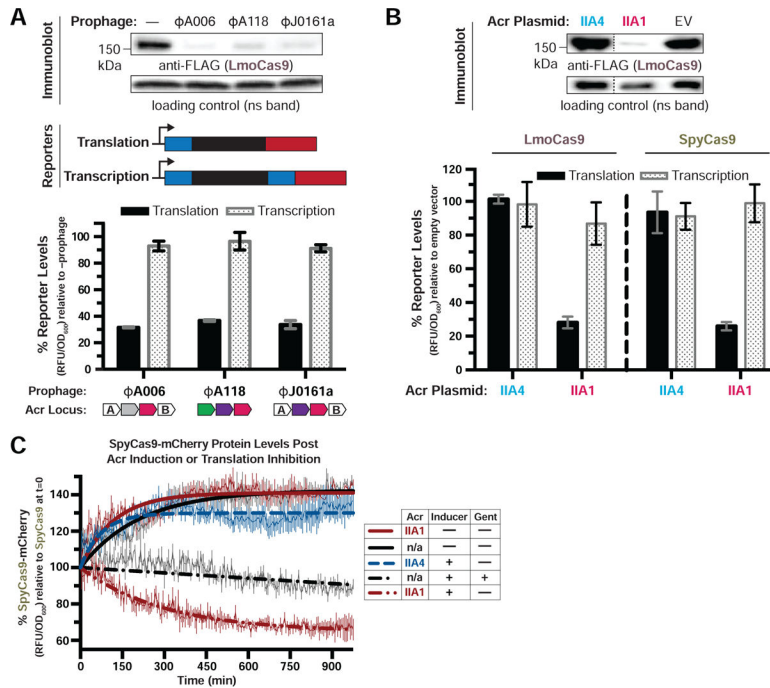 A
Prophage: — ϕA006 ϕA118 ϕJ0161a
Immunoblot
150
kDa
anti-FLAG (LmoCas9)
loading control (ns band)
Reporters
Translation
Transcription
Translation Transcription
% Reporter Levels
(RFU/OD600) relative to –prophage
100
80
60
40
20
0
Prophage: ϕA006 ϕA118 ϕJ0161a
Acr Locus: A B A B
B
Acr Plasmid: IIA4 IIA1 EV
Immunoblot
150
kDa
anti-FLAG (LmoCas9)
loading control (ns band)
LmoCas9 SpyCas9
Translation Transcription
% Reporter Levels
(RFU/OD600) relative to empty vector
120
100
80
60
40
20
0
Acr Plasmid: IIA4 IIA1 IIA4 IIA1
C
SpyCas9-mCherry Protein Levels Post
Acr Induction or Translation Inhibition
% SpyCas9-mCherry
(RFU/OD600) relative to SpyCas9 at t=0
140
120
100
80
60
0 150 300 450 600 750 900
Time (min)
Acr Inducer Gent
IIA1 — —
n/a — —
IIA4 + —
n/a + +
IIA1 + —